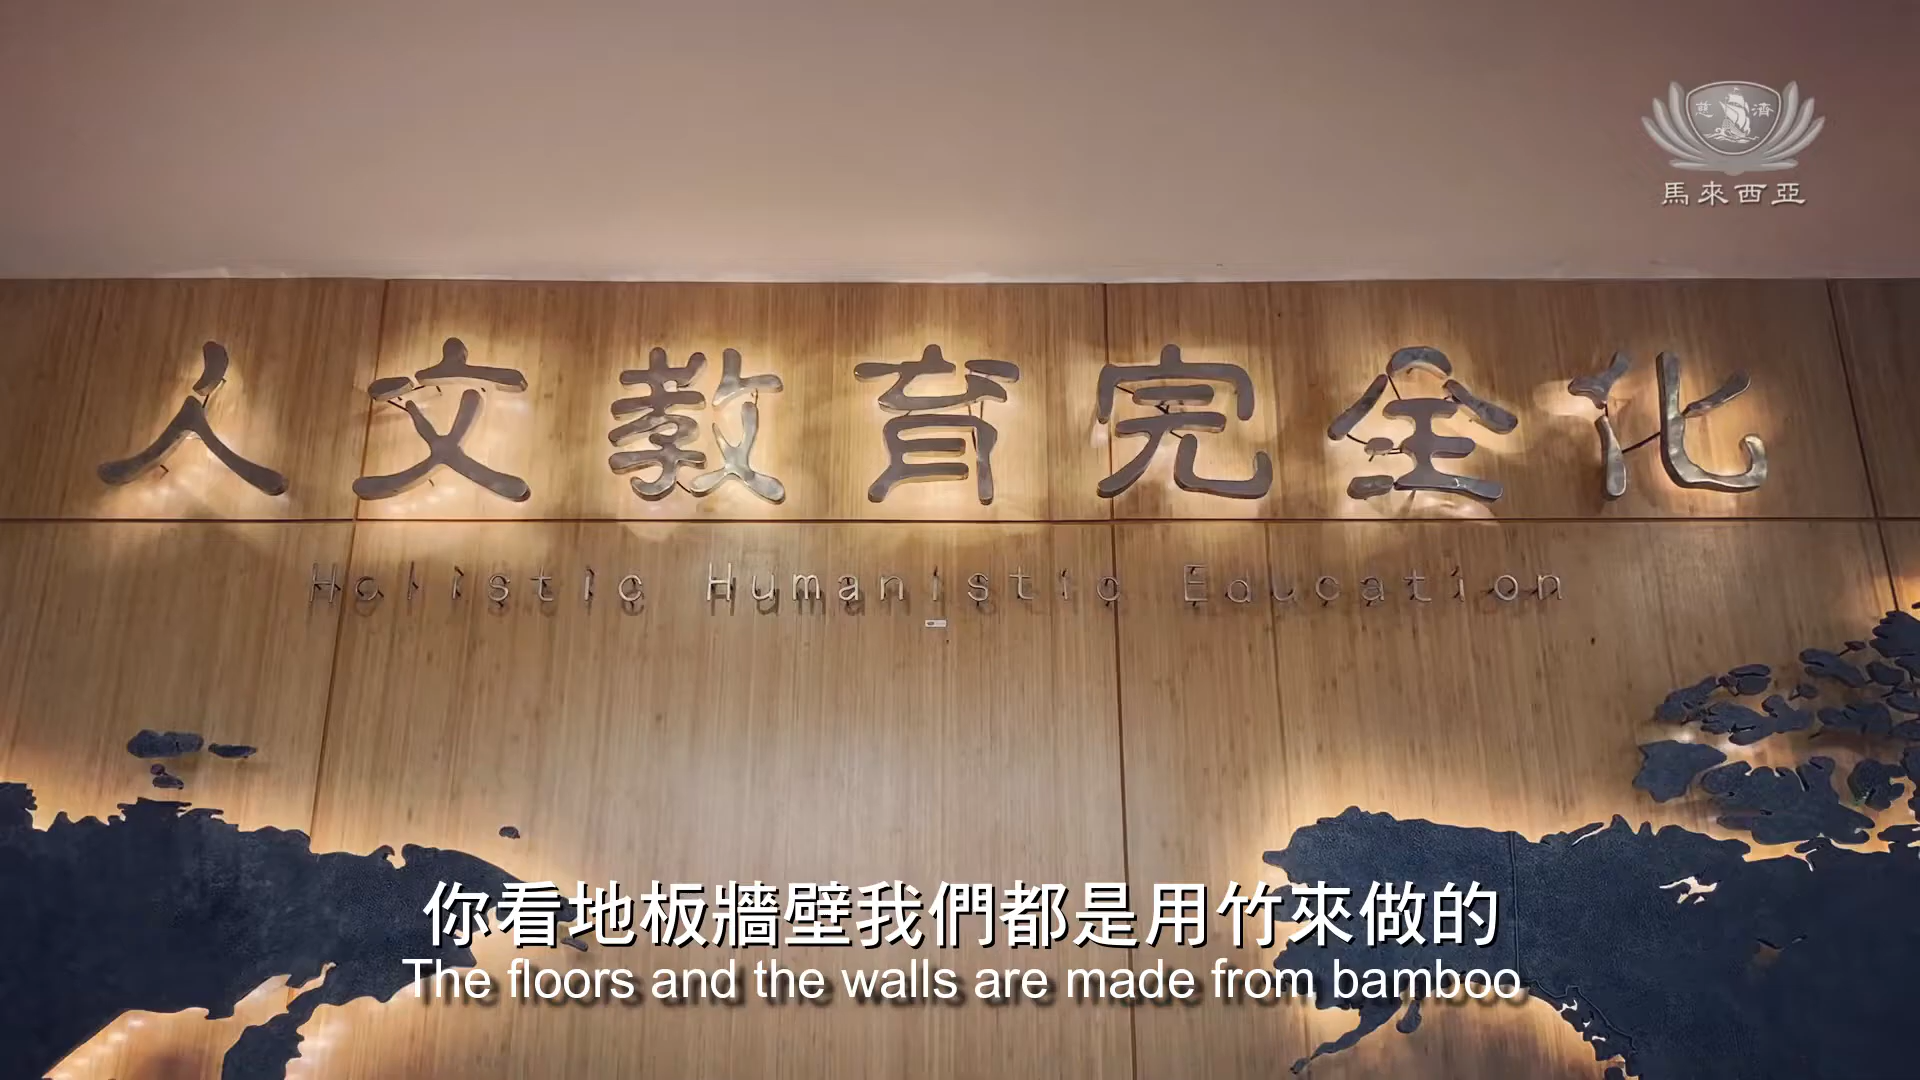 慈濟
馬來西亞
人文教育完全化
Holistic Humanistic Education
你看地板牆壁我們都是用竹來做的
The floors and the walls are made from bamboo